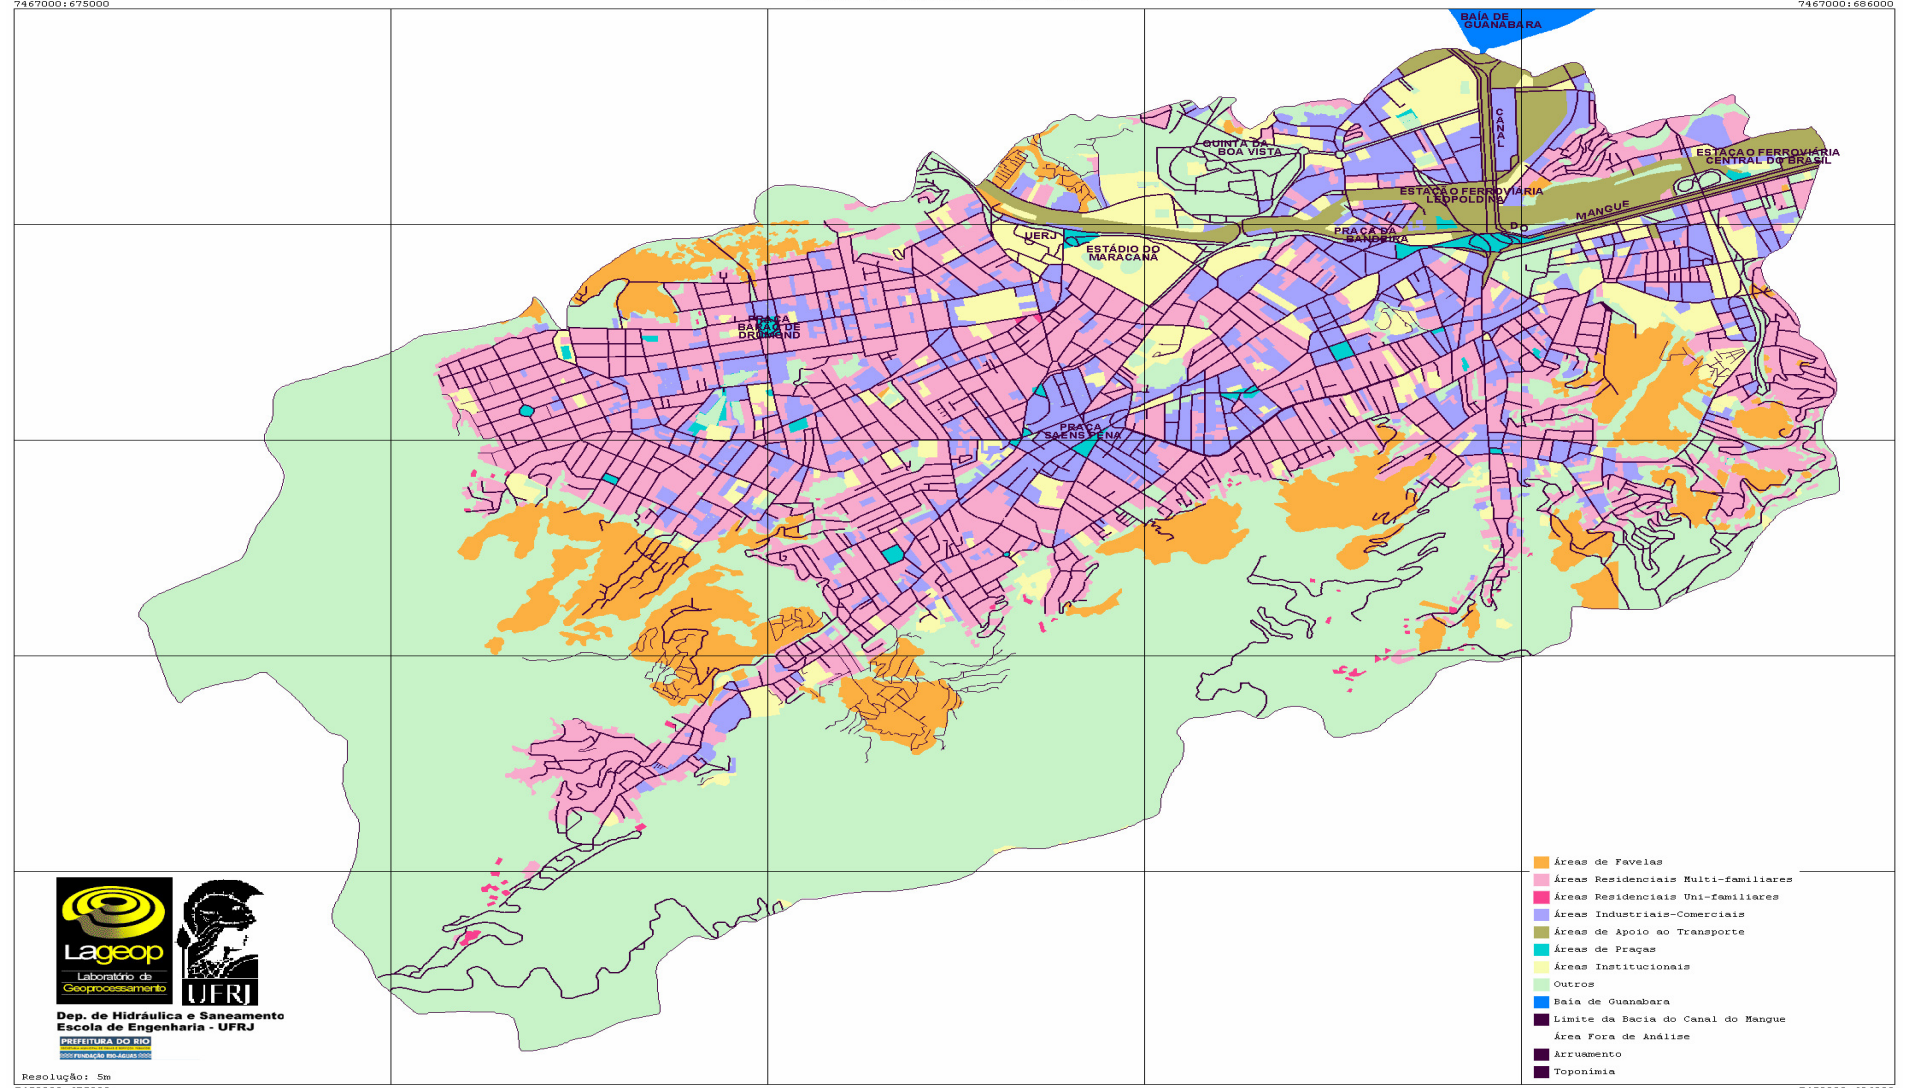 7467000:675000
7467000:686000
BAÍA DE
GUANABARA
CANAL
QUINTA DA
BOA VISTA
ESTAÇÃO FERROVIÁRIA
CENTRAL DO BRASIL
ESTAÇÃO FERROVIÁRIA
LEOPOLDINA
MANGUE
DO
PRAÇA DA
BANDEIRA
UERJ
ESTÁDIO DO
MARACANÃ
PRAÇA
BARÃO DE
DRUMOND
PRAÇA
SAENS PENA
Áreas de Favelas
Áreas Residenciais Multi-familiares
Áreas Residenciais Uni-familiares
Áreas Industriais-Comerciais
Áreas de Apoio ao Transporte
Áreas de Praças
Áreas Institucionais
Outros
Baia de Guanabara
Limite da Bacia do Canal do Mangue
Área Fora de Análise
Arruamento
Toponímia
Lageop
Laboratório de
Geoprocessamento
UFRJ
Dep. de Hidráulica e Saneamento
Escola de Engenharia - UFRJ
PREFEITURA DO RIO
FUNDAÇÃO RIO-ÁGUAS
Resolução: 5m